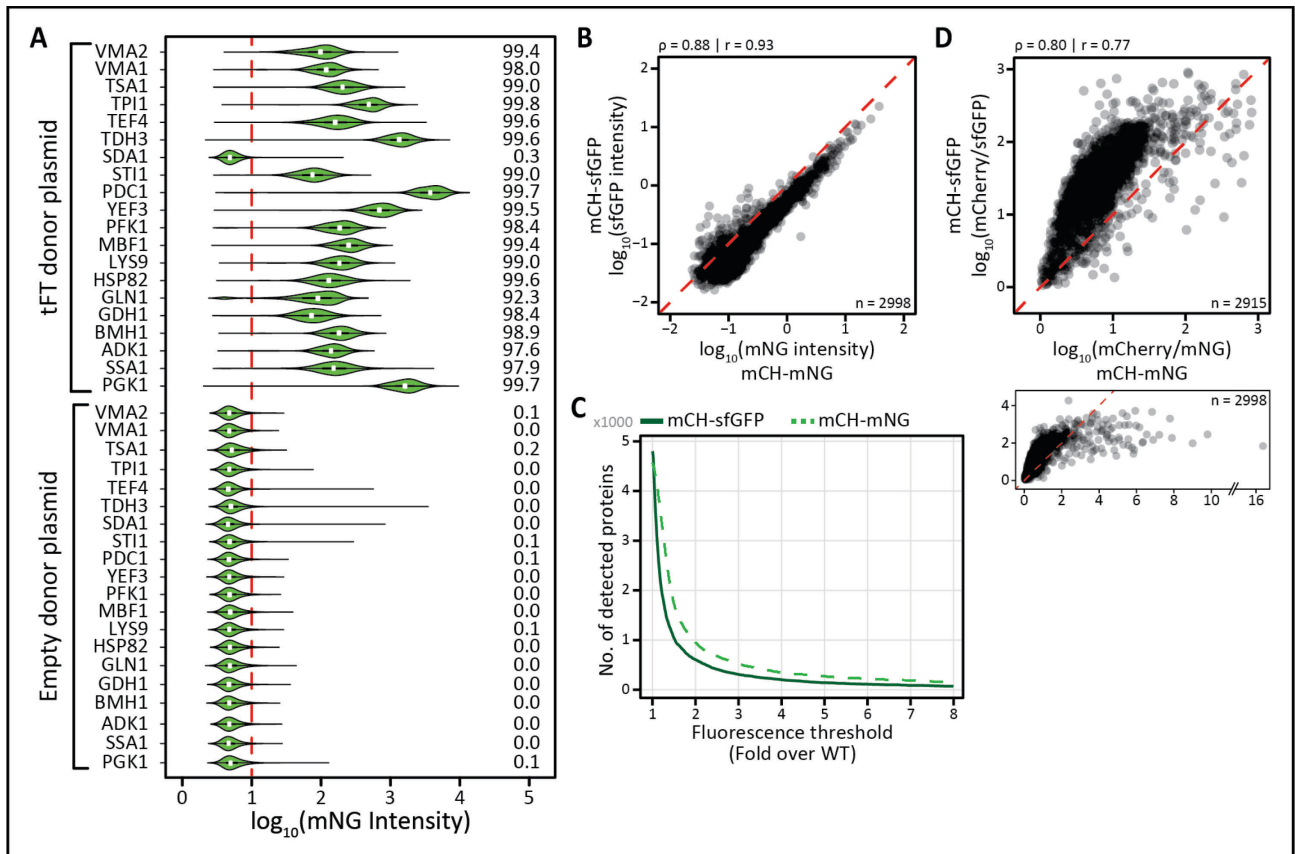 A
tFT donor plasmid
VMA2 99.4
VMA1 98.0
TSA1 99.0
TPI1 99.8
TEF4 99.6
TDH3 99.6
SDA1 0.3
STI1 99.0
PDC1 99.7
YEF3 99.5
PFK1 98.4
MBF1 99.4
LYS9 99.0
HSP82 99.6
GLN1 92.3
GDH1 98.4
BMH1 98.9
ADK1 97.6
SSA1 97.9
PGK1 99.7
Empty donor plasmid
VMA2 0.1
VMA1 0.0
TSA1 0.2
TPI1 0.0
TEF4 0.0
TDH3 0.0
SDA1 0.0
STI1 0.1
PDC1 0.1
YEF3 0.0
PFK1 0.0
MBF1 0.0
LYS9 0.1
HSP82 0.0
GLN1 0.0
GDH1 0.0
BMH1 0.0
ADK1 0.0
SSA1 0.0
PGK1 0.1
0 1 2 3 4 5
log10(mNG Intensity)
B
ρ = 0.88 | r = 0.93
mCH-sfGFP
log10(sfGFP intensity)
2
1
0
−1
−2
n = 2998
−2 −1 0 1 2
log10(mNG intensity)
mCH-mNG
C
x1000 mCH-sfGFP mCH-mNG
No. of detected proteins
5
4
3
2
1
0
1 2 3 4 5 6 7 8
Fluorescence threshold
(Fold over WT)
D
ρ = 0.80 | r = 0.77
mCH-sfGFP
log10(mCherry/sfGFP)
3
2
1
0
n = 2915
0 1 2 3
log10(mCherry/mNG)
mCH-mNG
n = 2998
4
2
0
0 2 4 6 8 10 // 16